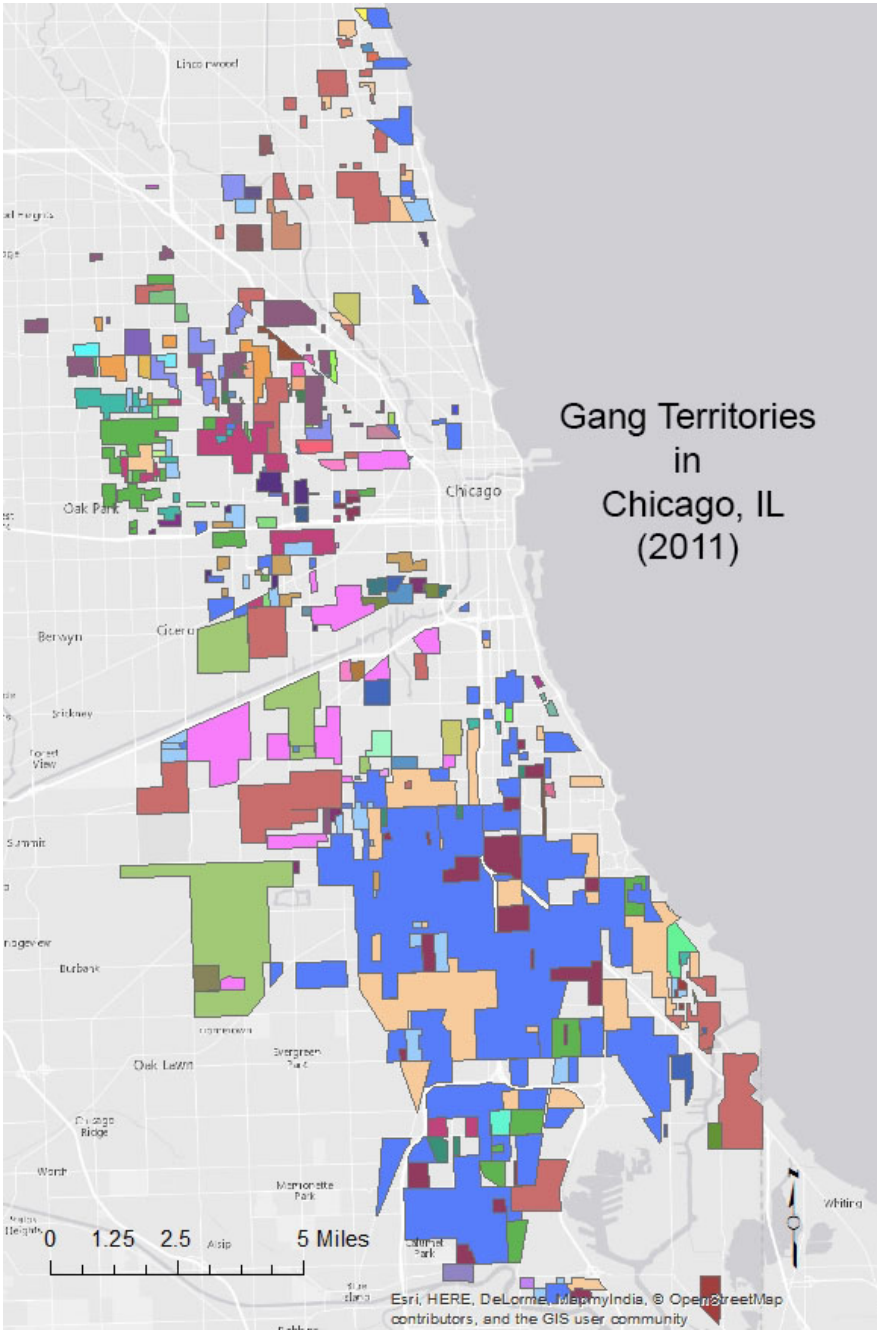 Lincolnwood
Gang Territories
in
Chicago, IL
(2011)
Chicago
Oak Park
Berwyn
Cicero
Stickney
Forest
View
Summit
Burbank
Evergreen
Park
Oak Lawn
Chicago
Ridge
Worth
Merrionette
Park
Whiting
Heights
0 1.25 2.5 5 Miles
Alsip
Calumet
Park
Esri, HERE, DeLorme, MapmyIndia, © OpenStreetMap
contributors, and the GIS user community